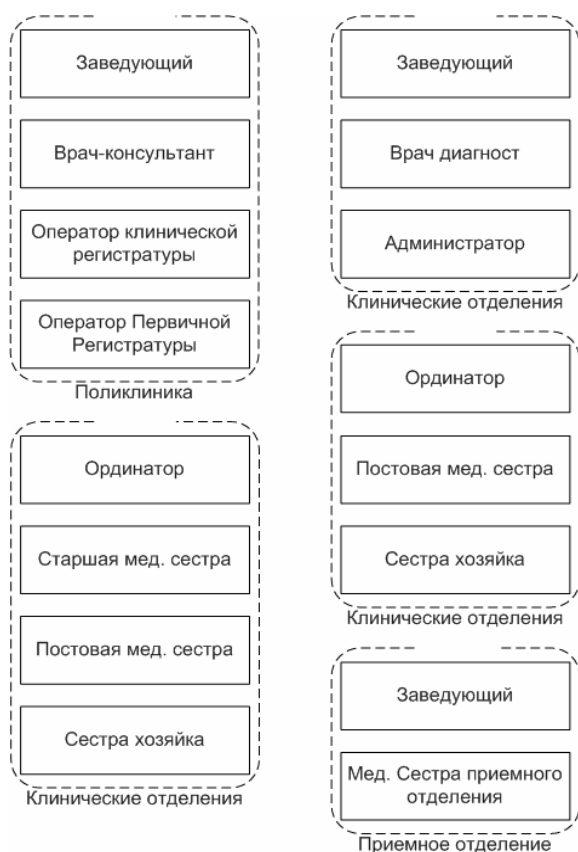 Заведующий
Врач-консультант
Оператор клинической
регистратуры
Оператор Первичной
Регистратуры
Поликлиника
Ординатор
Старшая мед. сестра
Постовая мед. сестра
Сестра хозяйка
Клинические отделения
Заведующий
Врач диагност
Администратор
Клинические отделения
Ординатор
Постовая мед. сестра
Сестра хозяйка
Клинические отделения
Заведующий
Мед. Сестра приемного
отделения
Приемное отделение